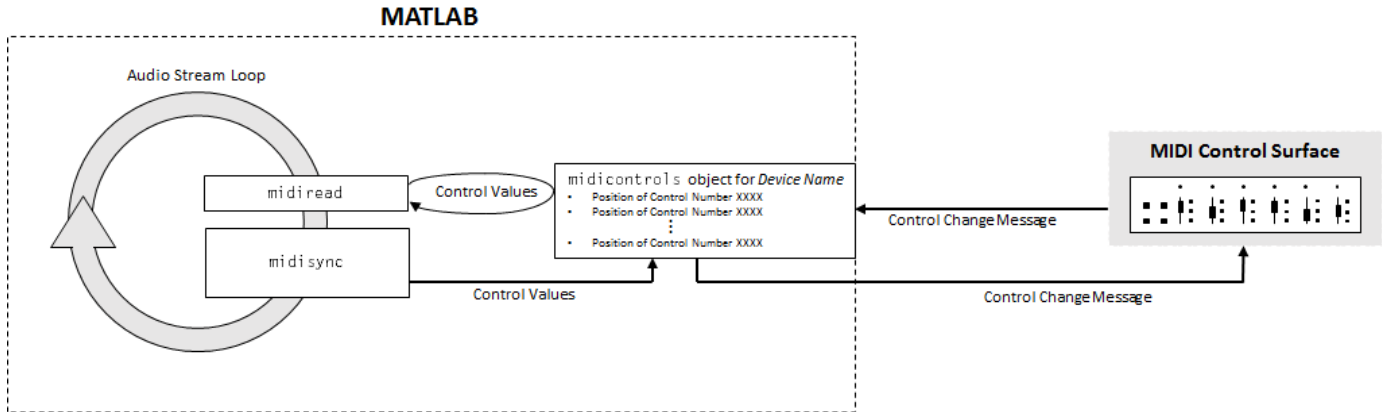 MATLAB
Audio Stream Loop
midiread
midisync
Control Values
Control Values
midicontrols object for Device Name
• Position of Control Number XXXX
• Position of Control Number XXXX
⋮
• Position of Control Number XXXX
Control Change Message
Control Change Message
MIDI Control Surface